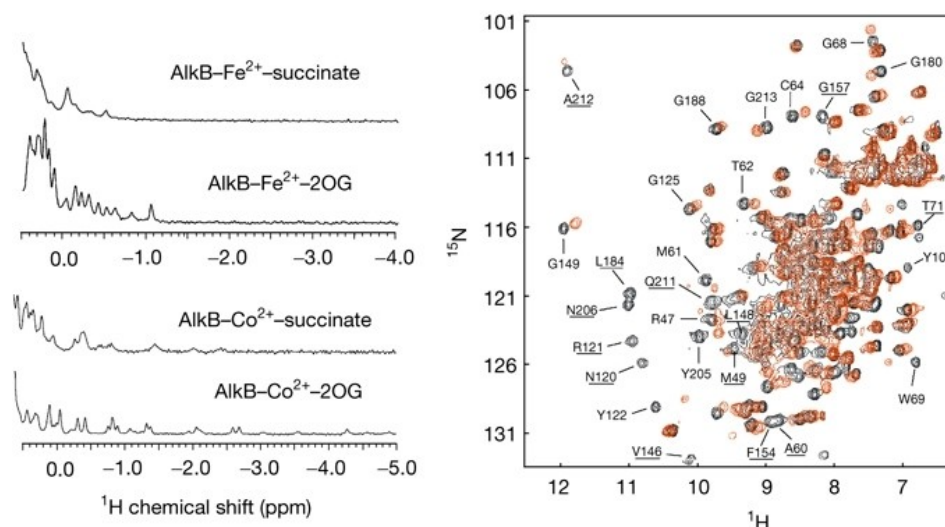 AlkB–Fe²⁺–succinate
AlkB–Fe²⁺–2OG
0.0 −1.0 −2.0 −3.0 −4.0
AlkB–Co²⁺–succinate
AlkB–Co²⁺–2OG
0.0 −1.0 −2.0 −3.0 −4.0 −5.0
¹H chemical shift (ppm)
101
106
111
116
121
126
131
¹⁵N
12 11 10 9 8 7
¹H
G68
G180
A212
C64
G157
G188
G213
T62
G125
T71
G149
M61
Y10
L184
Q211
N206
R47
L148
R121
N120
Y205
M49
W69
Y122
V146
F154
A60